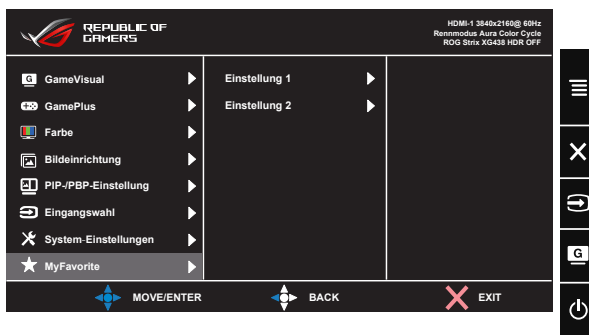 REPUBLIC OF
GAMERS
HDMI-1 3840x2160@ 60Hz
Rennmodus Aura Color Cycle
ROG Strix XG438 HDR OFF
G GameVisual
GamePlus
Farbe
Bildeinrichtung
PIP-/PBP-Einstellung
Eingangswahl
System-Einstellungen
MyFavorite
Einstellung 1
Einstellung 2
MOVE/ENTER
BACK
EXIT
G